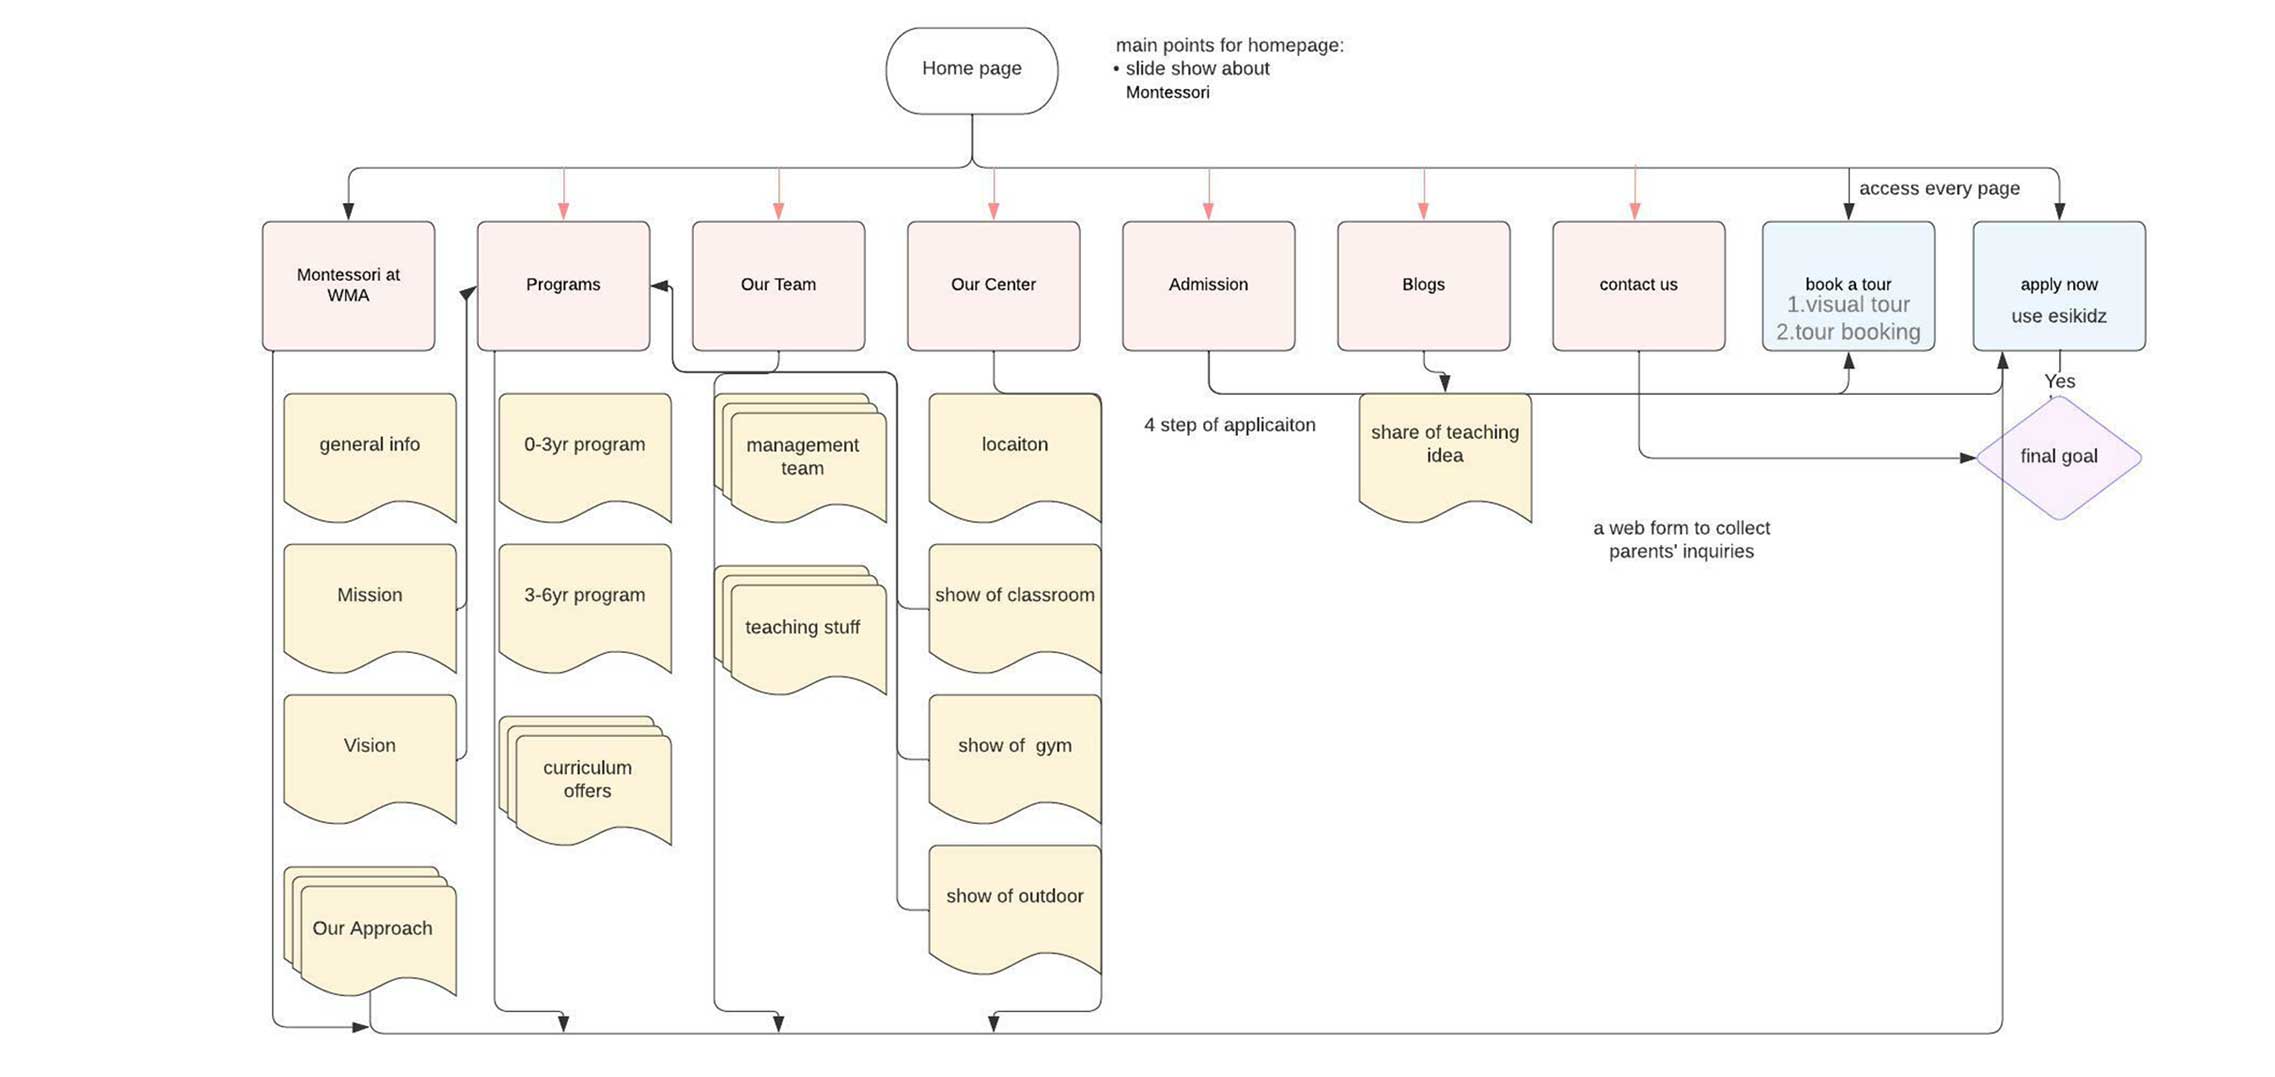 Home page
main points for homepage:
• slide show about
Montessori
access every page
Montessori at
WMA
Programs
Our Team
Our Center
Admission
Blogs
contact us
book a tour
1.visual tour
2.tour booking
apply now
use esikidz
Yes
general info
0-3yr program
management
team
locaiton
4 step of applicaiton
share of teaching
idea
final goal
a web form to collect
parents' inquiries
Mission
3-6yr program
teaching stuff
show of classroom
Vision
curriculum
offers
show of  gym
Our Approach
show of outdoor